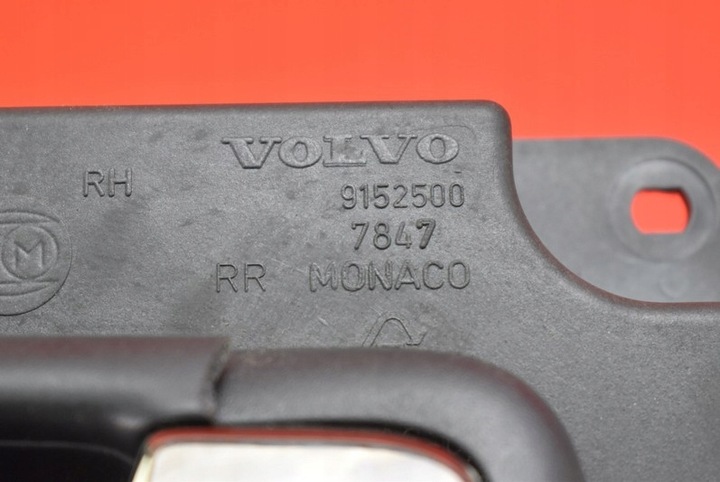 VOLVO
RH
9152500
7847
RR MONACO
M